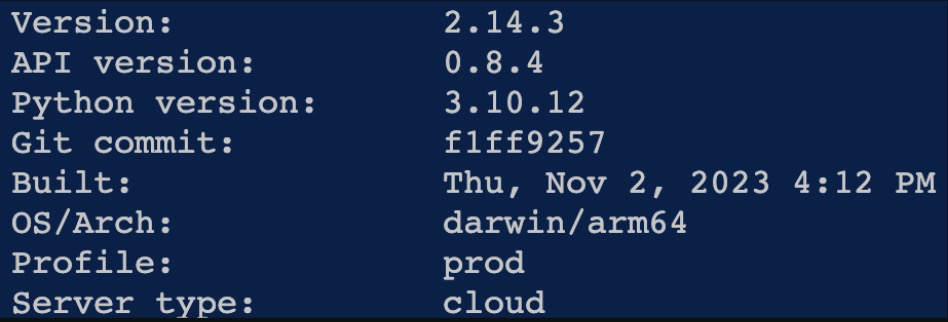 Version: 2.14.3
API version: 0.8.4
Python version: 3.10.12
Git commit: f1ff9257
Built: Thu, Nov 2, 2023 4:12 PM
OS/Arch: darwin/arm64
Profile: prod
Server type: cloud